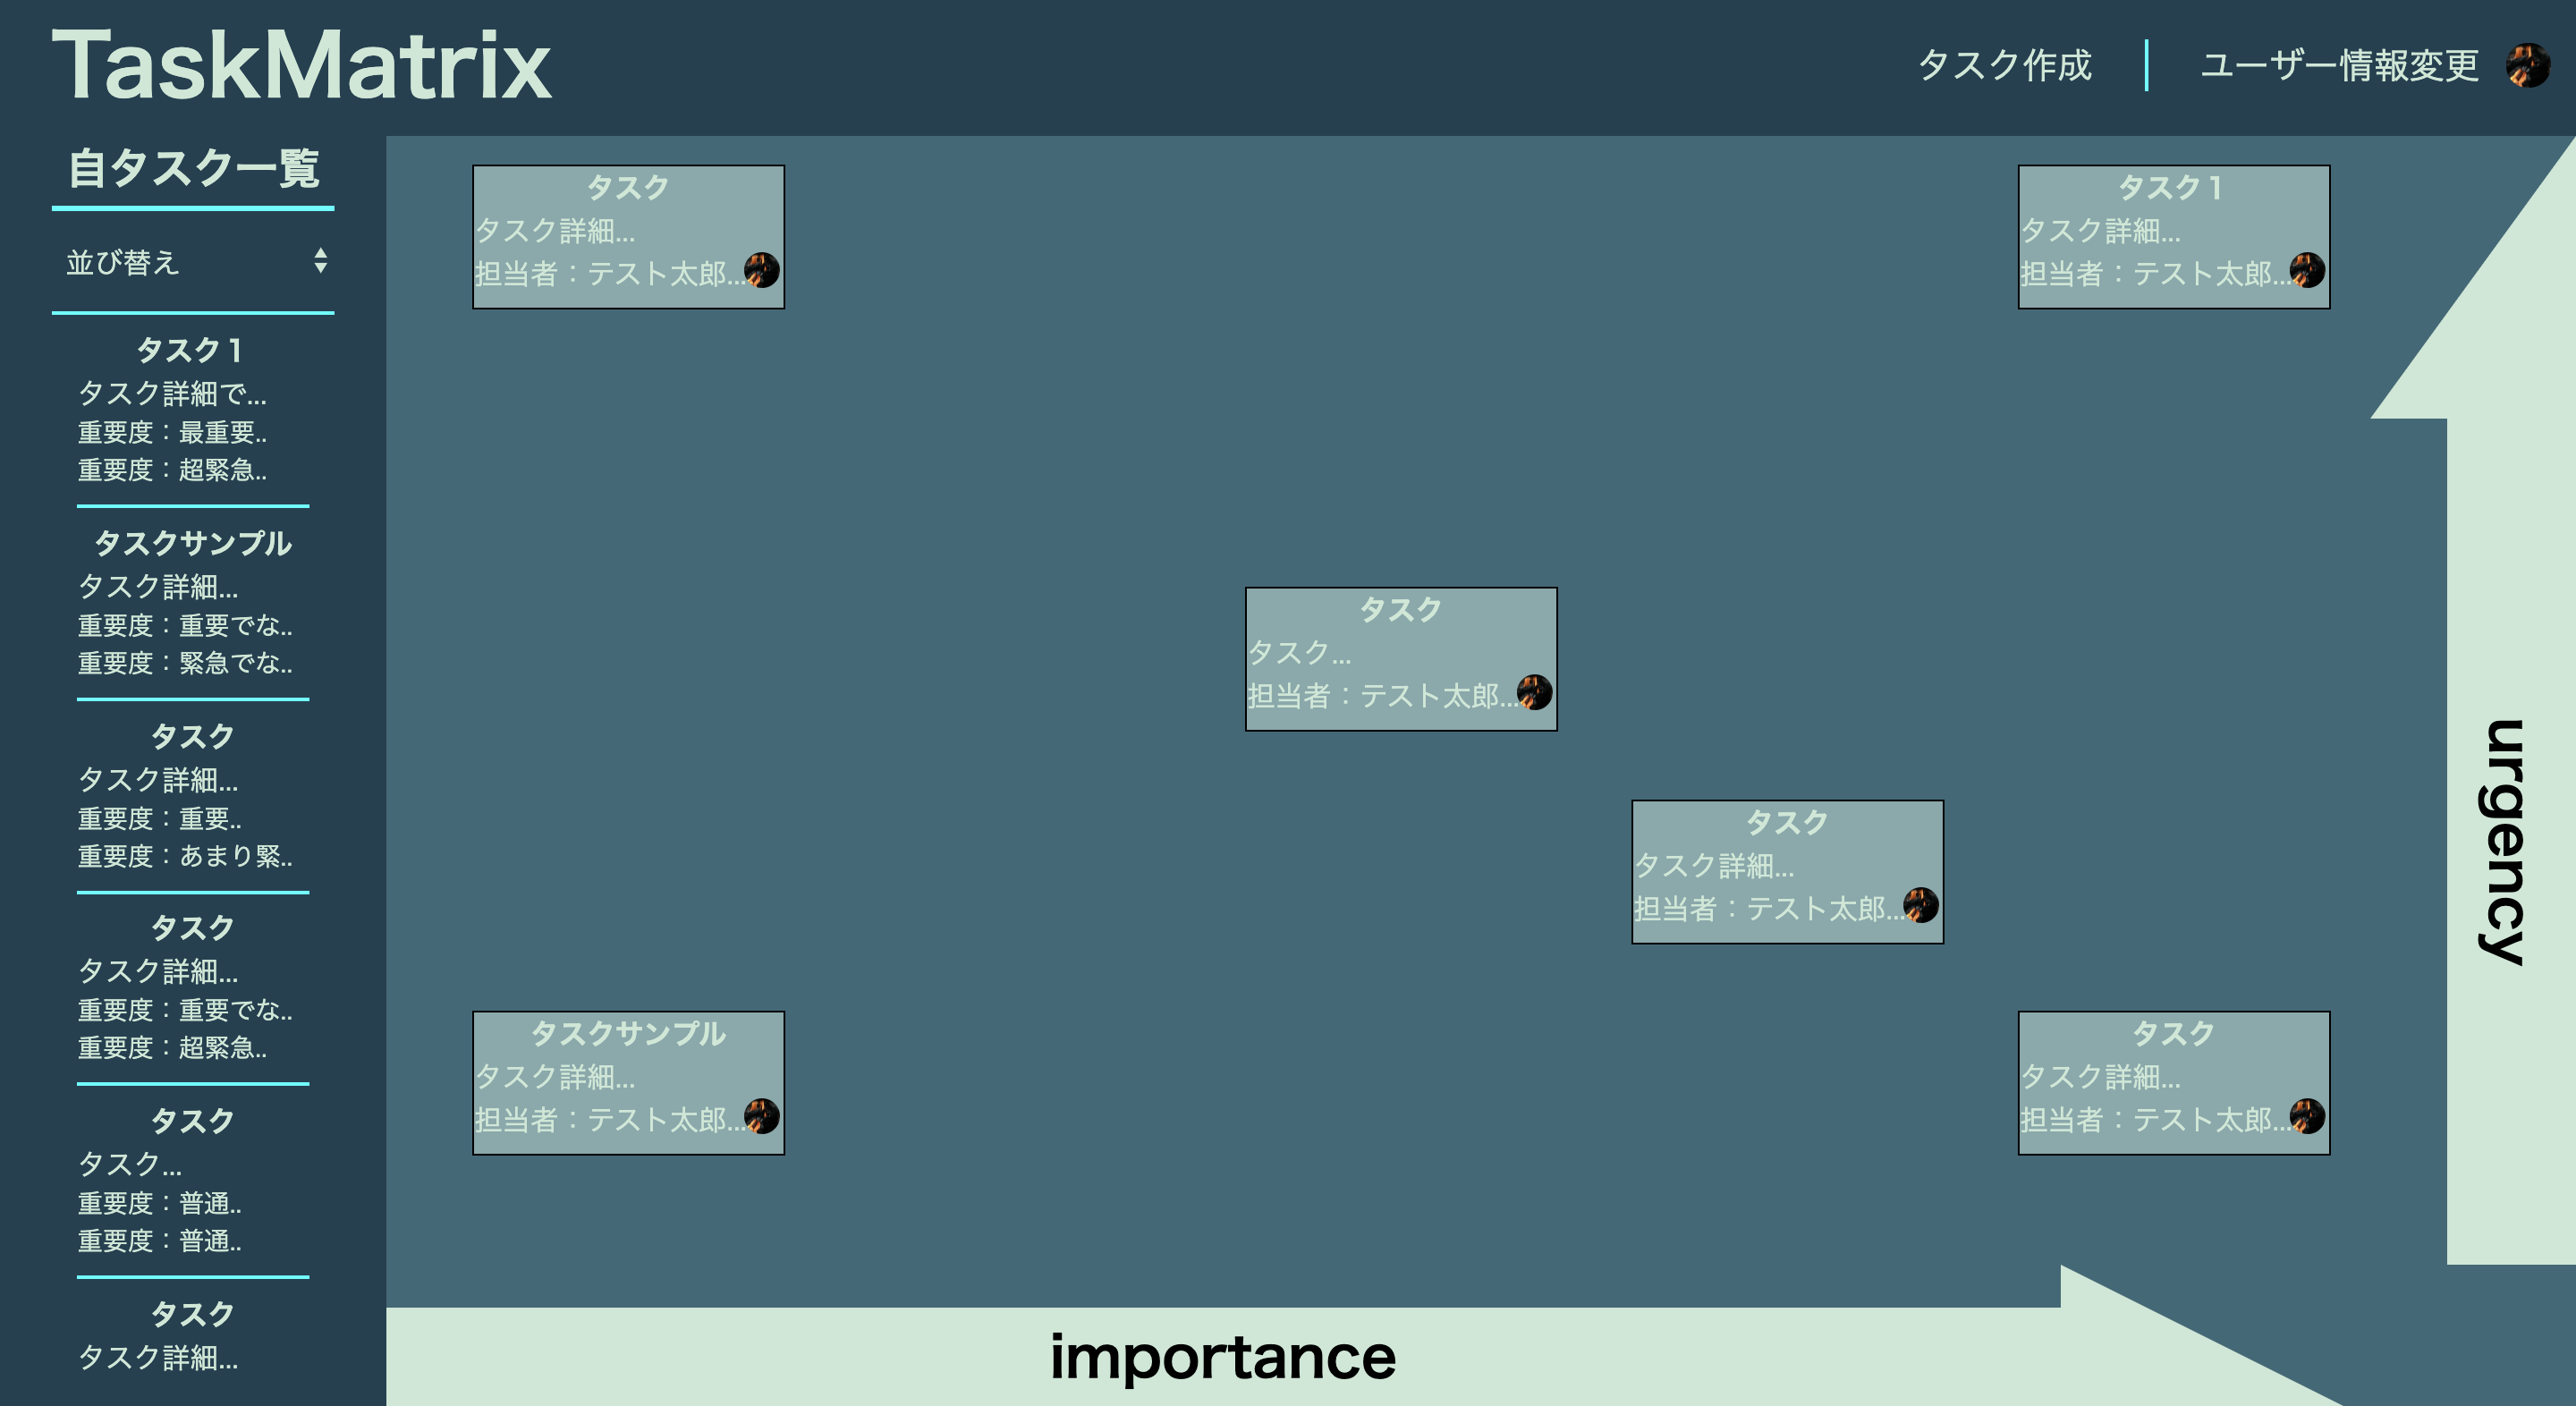 TaskMatrix
タスク作成
ユーザー情報変更
自タスク一覧
並び替え
タスク１
タスク詳細で...
重要度：最重要..
重要度：超緊急..
タスクサンプル
タスク詳細...
重要度：重要でな..
重要度：緊急でな..
タスク
タスク詳細...
重要度：重要..
重要度：あまり緊..
タスク
タスク詳細...
重要度：重要でな..
重要度：超緊急..
タスク
タスク...
重要度：普通..
重要度：普通..
タスク
タスク詳細...
タスク
タスク詳細...
担当者：テスト太郎...
タスク１
タスク詳細...
担当者：テスト太郎...
タスク
タスク...
担当者：テスト太郎...
タスク
タスク詳細...
担当者：テスト太郎...
タスクサンプル
タスク詳細...
担当者：テスト太郎...
タスク
タスク詳細...
担当者：テスト太郎...
urgency
importance